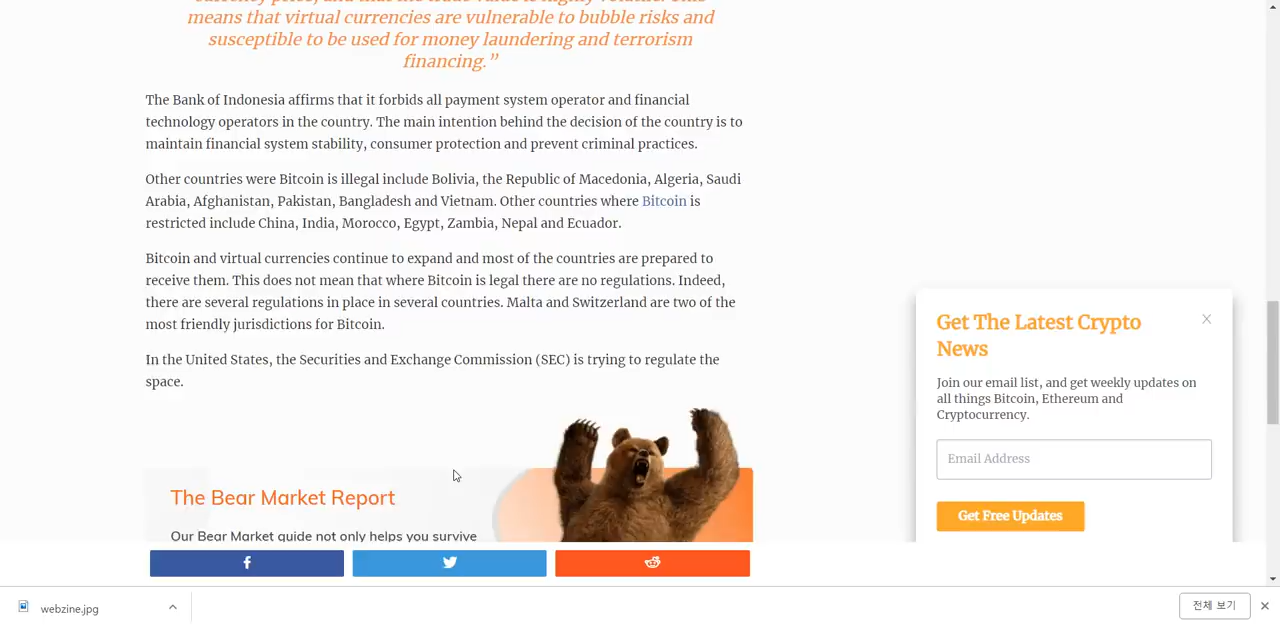 currency price, and that the trade value is highly volatile. This
means that virtual currencies are vulnerable to bubble risks and
susceptible to be used for money laundering and terrorism
financing.”
The Bank of Indonesia affirms that it forbids all payment system operator and financial
technology operators in the country. The main intention behind the decision of the country is to
maintain financial system stability, consumer protection and prevent criminal practices.
Other countries were Bitcoin is illegal include Bolivia, the Republic of Macedonia, Algeria, Saudi
Arabia, Afghanistan, Pakistan, Bangladesh and Vietnam. Other countries where Bitcoin is
restricted include China, India, Morocco, Egypt, Zambia, Nepal and Ecuador.
Bitcoin and virtual currencies continue to expand and most of the countries are prepared to
receive them. This does not mean that where Bitcoin is legal there are no regulations. Indeed,
there are several regulations in place in several countries. Malta and Switzerland are two of the
most friendly jurisdictions for Bitcoin.
In the United States, the Securities and Exchange Commission (SEC) is trying to regulate the
space.
The Bear Market Report
Our Bear Market guide not only helps you survive
Get The Latest Crypto
News
Join our email list, and get weekly updates on
all things Bitcoin, Ethereum and
Cryptocurrency.
Email Address
Get Free Updates
webzine.jpg
전체 보기